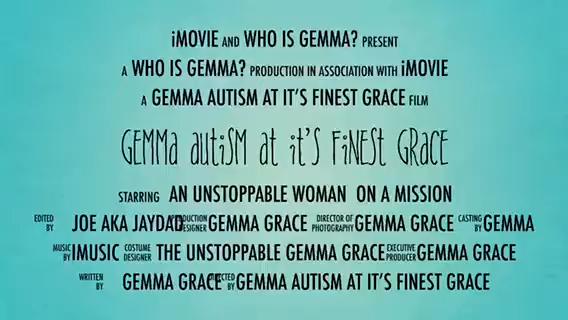 iMOVIE AND WHO IS GEMMA? PRESENT
A WHO IS GEMMA? PRODUCTION IN ASSOCIATION WITH iMOVIE
A GEMMA AUTISM AT IT'S FINEST GRACE FILM
GEMMa autiSM at it's FiNESt GRacE
STARRING AN UNSTOPPABLE WOMAN ON A MISSION
EDITED BY JOE AKA JAYDAD PRODUCTION DESIGNER GEMMA GRACE DIRECTOR OF PHOTOGRAPHY GEMMA GRACE CASTING BY GEMMA
MUSIC BY IMUSIC COSTUME DESIGNER THE UNSTOPPABLE GEMMA GRACE EXECUTIVE PRODUCER GEMMA GRACE
WRITTEN BY GEMMA GRACE DIRECTED BY GEMMA AUTISM AT IT'S FINEST GRACE